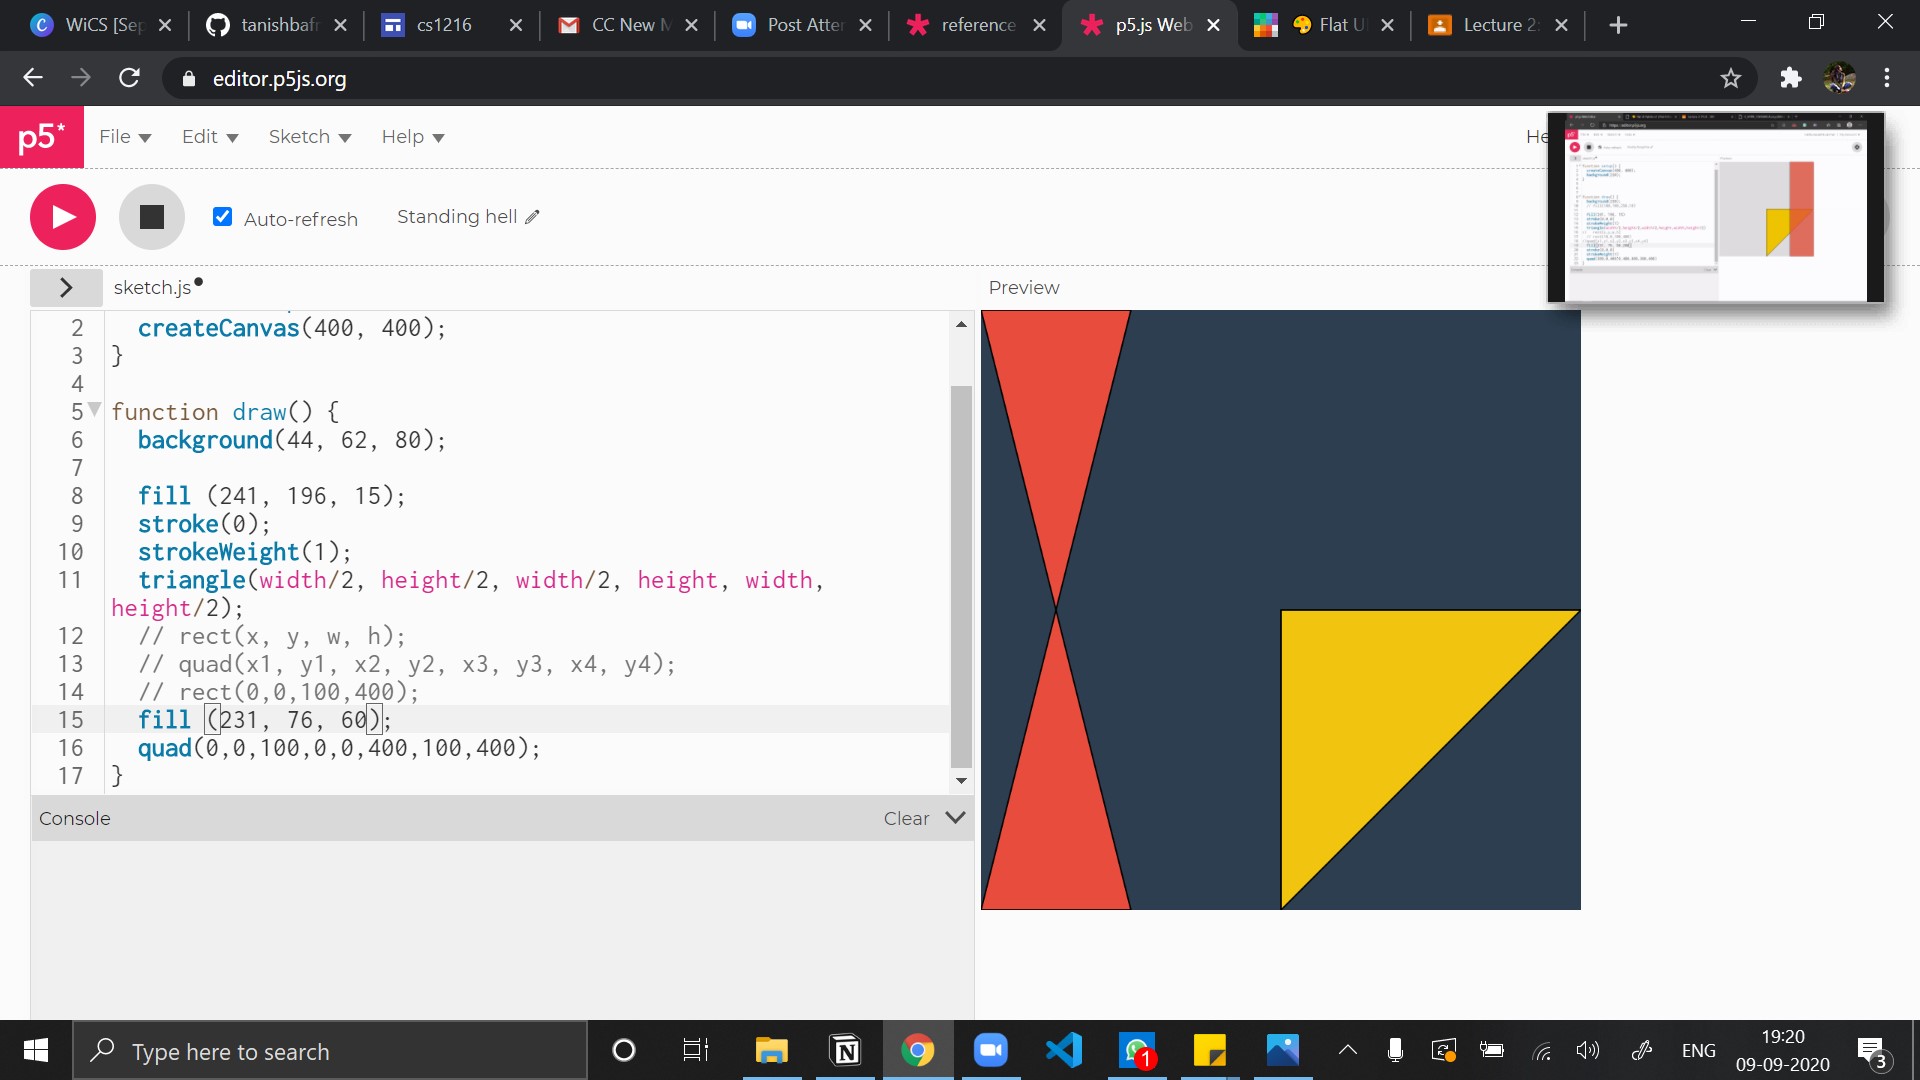 WiCS [Sep
tanishbafn
cs1216
CC New M
Post Atter
reference
p5.js Web
Flat UI
Lecture 2:
editor.p5js.org
p5*
File
Edit
Sketch
Help
He
Auto-refresh
Standing hell
sketch.js
Preview
2 createCanvas(400, 400);
3 }
4
5 function draw() {
6 background(44, 62, 80);
7
8 fill (241, 196, 15);
9 stroke(0);
10 strokeWeight(1);
11 triangle(width/2, height/2, width/2, height, width,
height/2);
12 // rect(x, y, w, h);
13 // quad(x1, y1, x2, y2, x3, y3, x4, y4);
14 // rect(0,0,100,400);
15 fill (231, 76, 60);
16 quad(0,0,100,0,0,400,100,400);
17 }
Console
Clear
Type here to search
1
ENG
19:20
09-09-2020
3